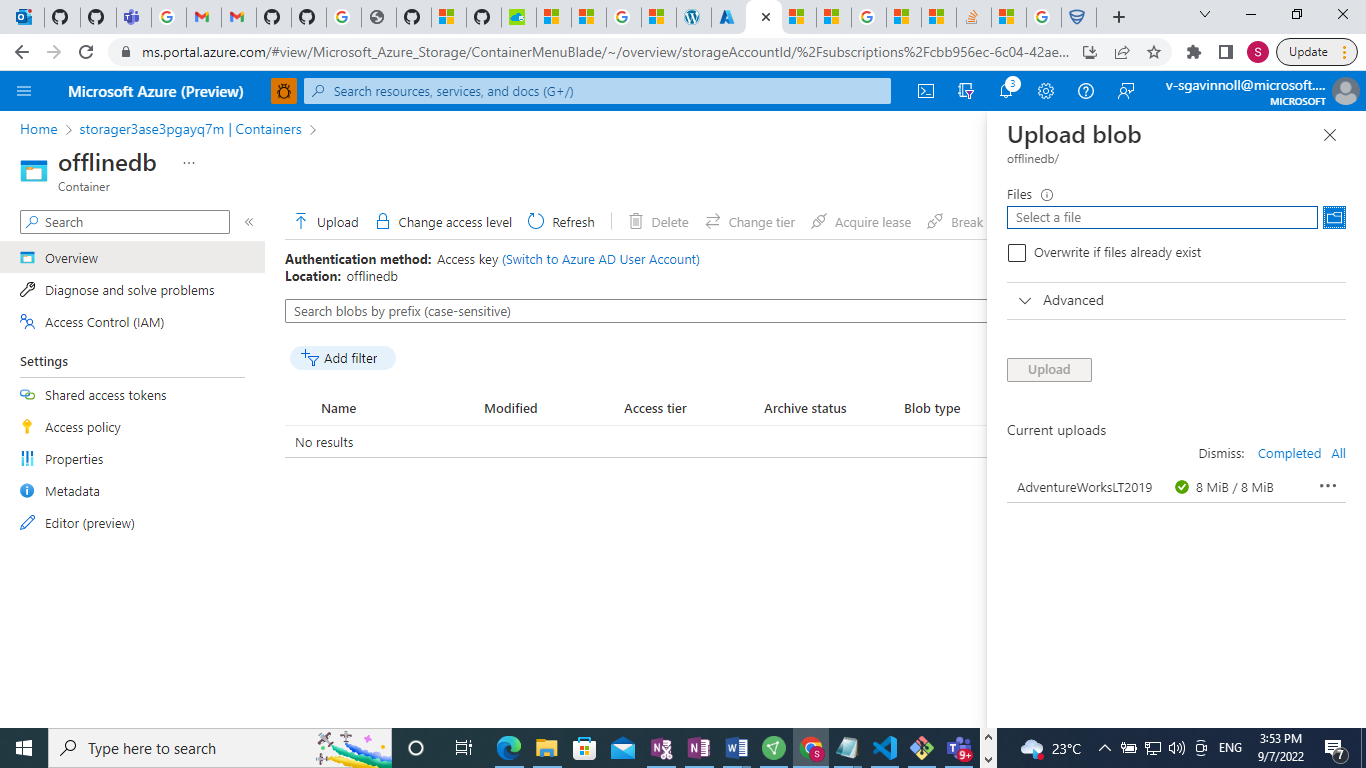 ms.portal.azure.com/#view/Microsoft_Azure_Storage/ContainerMenuBlade/~/overview/storageAccountId/%2Fsubscriptions%2Fcbb956ec-6c04-42ae...
S
Update
Microsoft Azure (Preview)
Search resources, services, and docs (G+/)
3
v-sgavinnoll@microsoft....
MICROSOFT
Home > storager3ase3pgayq7m | Containers >
offlinedb
...
Container
Search
«
Overview
Diagnose and solve problems
Access Control (IAM)
Settings
Shared access tokens
Access policy
Properties
Metadata
Editor (preview)
Upload
Change access level
Refresh
Delete
Change tier
Acquire lease
Break
Authentication method: Access key (Switch to Azure AD User Account)
Location: offlinedb
Search blobs by prefix (case-sensitive)
Add filter
Name Modified Access tier Archive status Blob type
No results
Upload blob
offlinedb/
Files
Select a file
Overwrite if files already exist
Advanced
Upload
Current uploads
Dismiss: Completed All
AdventureWorksLT2019 8 MiB / 8 MiB
Type here to search
9+
23°C
ENG
3:53 PM
9/7/2022
7